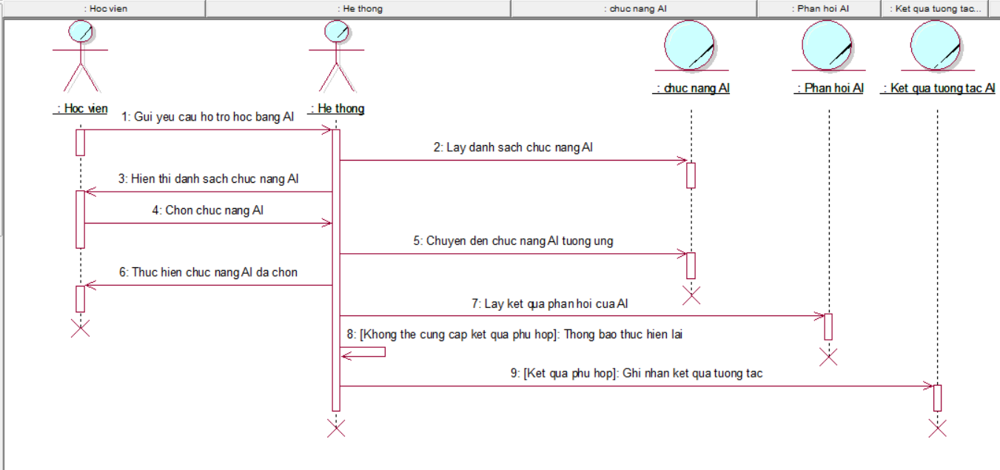 : Hoc vien
: He thong
: chuc nang AI
: Phan hoi AI
: Ket qua tuong tac...
: Hoc vien
: He thong
: chuc nang AI
: Phan hoi AI
: Ket qua tuong tac AI
1: Gui yeu cau ho tro hoc bang AI
2: Lay danh sach chuc nang AI
3: Hien thi danh sach chuc nang AI
4: Chon chuc nang AI
5: Chuyen den chuc nang AI tuong ung
6: Thuc hien chuc nang AI da chon
7: Lay ket qua phan hoi cua AI
8: [Khong the cung cap ket qua phu hop]: Thong bao thuc hien lai
9: [Ket qua phu hop]: Ghi nhan ket qua tuong tac